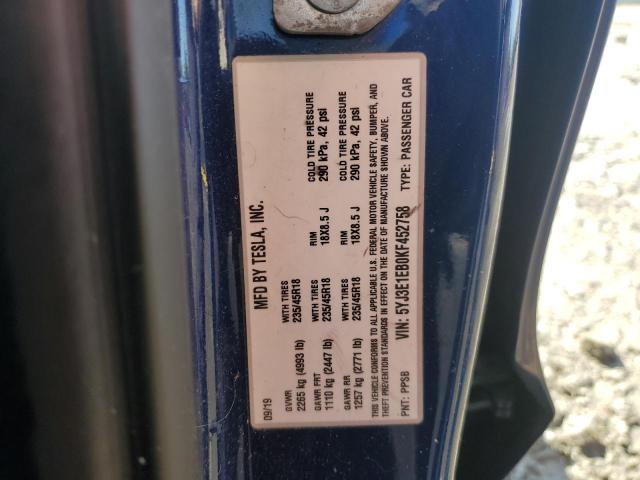 MFD BY TESLA, INC.
09/19
GVWR WITH TIRES
2265 kg (4993 lb) 235/45R18
GAWR FRT WITH TIRES RIM COLD TIRE PRESSURE
1110 kg (2447 lb) 235/45R18 18X8.5 J 290 kPa, 42 psi
GAWR RR WITH TIRES RIM COLD TIRE PRESSURE
1257 kg (2771 lb) 235/45R18 18X8.5 J 290 kPa, 42 psi
THIS VEHICLE CONFORMS TO ALL APPLICABLE U.S. FEDERAL MOTOR VEHICLE SAFETY, BUMPER, AND
THEFT PREVENTION STANDARDS IN EFFECT ON THE DATE OF MANUFACTURE SHOWN ABOVE.
PNT: PPSB VIN: 5YJ3E1EB0KF452758 TYPE: PASSENGER CAR